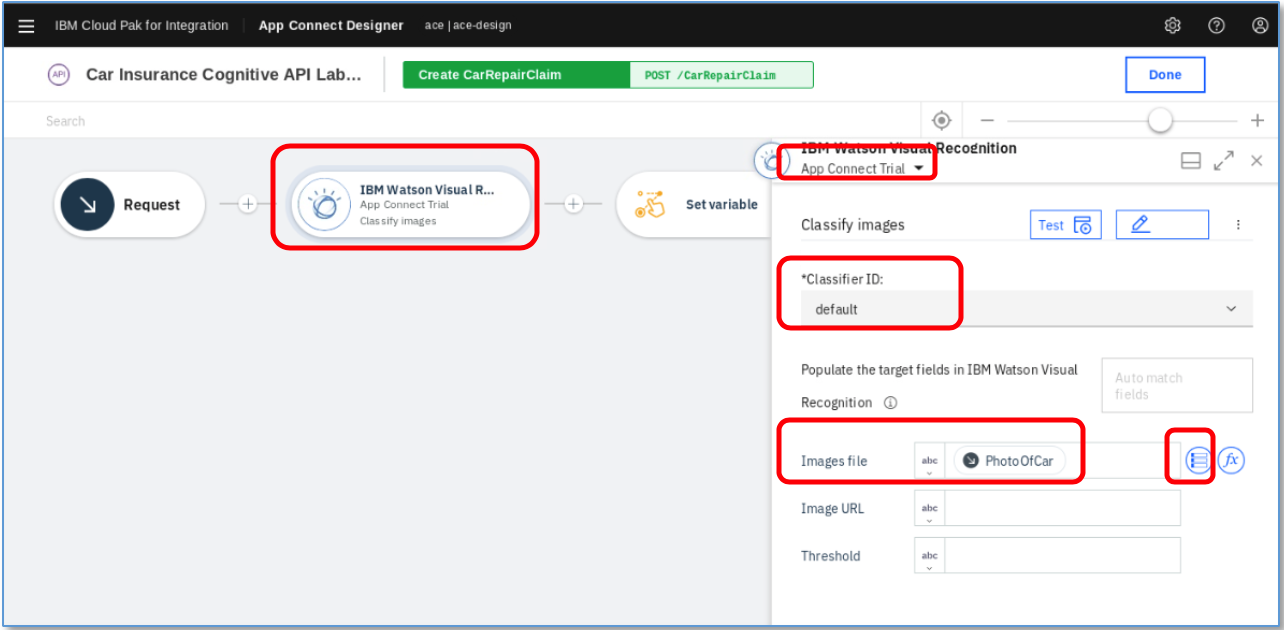 IBM Cloud Pak for Integration App Connect Designer ace | ace-design
API Car Insurance Cognitive API Lab... Create CarRepairClaim POST /CarRepairClaim Done
Search
Request
IBM Watson Visual R...
App Connect Trial
Classify images
Set variable
IBM Watson Visual Recognition
App Connect Trial
Classify images Test
*Classifier ID:
default
Populate the target fields in IBM Watson Visual
Recognition
Auto match
fields
Images file abc PhotoOfCar fx
Image URL abc
Threshold abc